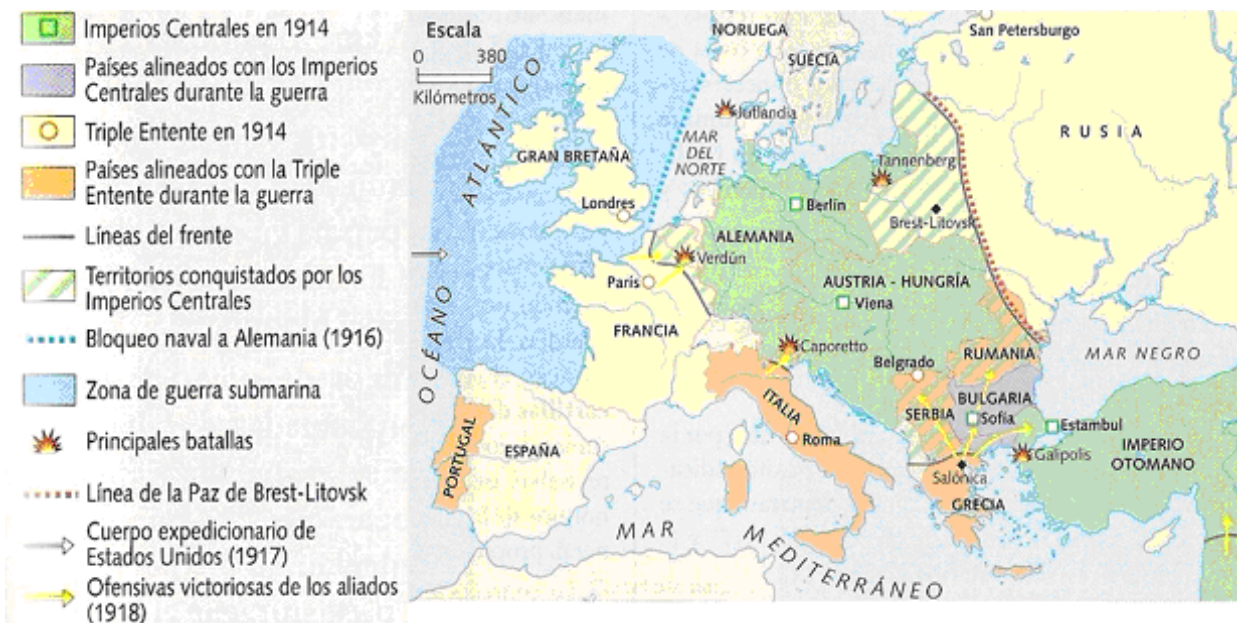 Imperios Centrales en 1914
Países alineados con los Imperios
Centrales durante la guerra
Triple Entente en 1914
Países alineados con la Triple
Entente durante la guerra
Líneas del frente
Territorios conquistados por los
Imperios Centrales
Bloqueo naval a Alemania (1916)
Zona de guerra submarina
Principales batallas
Línea de la Paz de Brest-Litovsk
Cuerpo expedicionario de
Estados Unidos (1917)
Ofensivas victoriosas de los aliados
(1918)
Escala
0 380
Kilómetros
OCÉANO ATLÁNTICO
NORUEGA
SUECIA
San Petersburgo
RUSIA
Jutlandia
MAR
DEL
NORTE
GRAN BRETAÑA
Londres
Tannenberg
Berlín
Brest-Litovsk
ALEMANIA
Verdún
París
AUSTRIA - HUNGRÍA
Viena
FRANCIA
Caporetto
Belgrado
RUMANIA
MAR NEGRO
BULGARIA
Sofía
SERBIA
ITALIA
Roma
Estambul
IMPERIO
OTOMANO
Galípolis
Salónica
GRECIA
PORTUGAL
ESPAÑA
MAR MEDITERRÁNEO